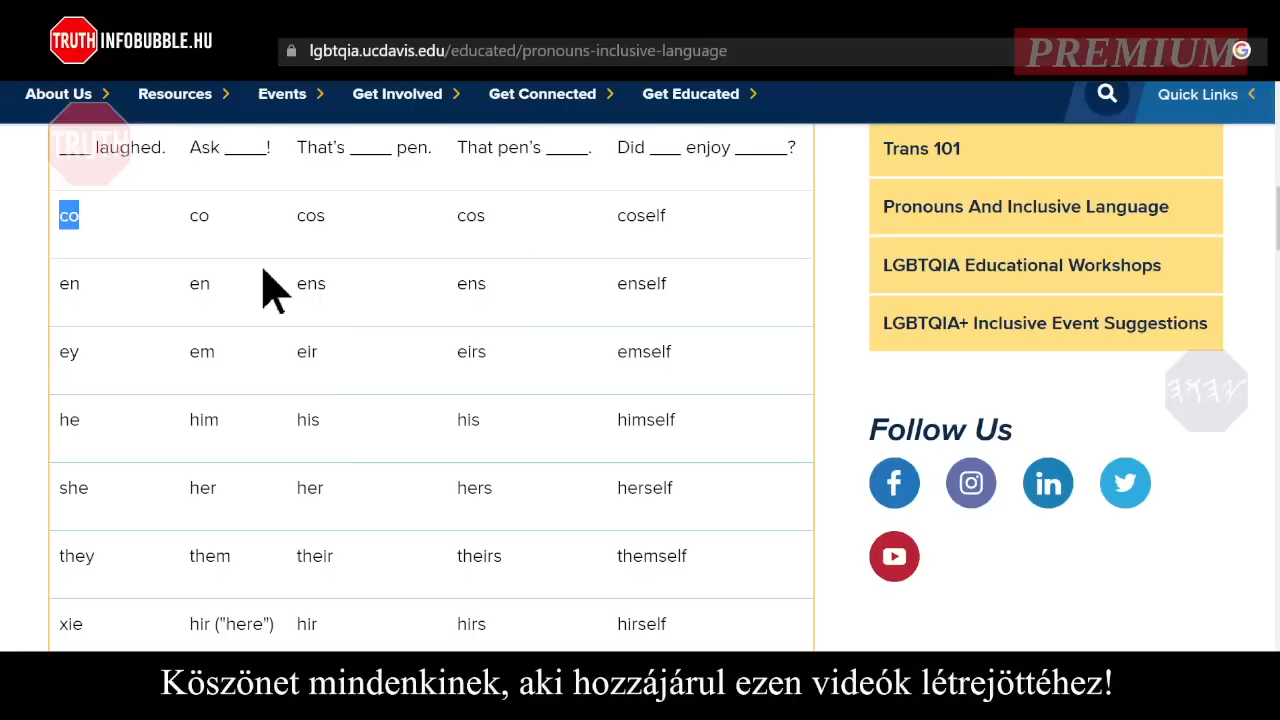 TRUTH INFOBUBBLE.HU
lgbtqia.ucdavis.edu/educated/pronouns-inclusive-language
PREMIUM
About Us Resources Events Get Involved Get Connected Get Educated Quick Links
TRUTH
____ laughed. Ask _____! That’s _____ pen. That pen’s _____. Did ____ enjoy ______?
co co cos cos coself
en en ens ens enself
ey em eir eirs emself
he him his his himself
she her her hers herself
they them their theirs themself
xie hir ("here") hir hirs hirself
Trans 101
Pronouns And Inclusive Language
LGBTQIA Educational Workshops
LGBTQIA+ Inclusive Event Suggestions
Follow Us
Köszönet mindenkinek, aki hozzájárul ezen videók létrejöttéhez!